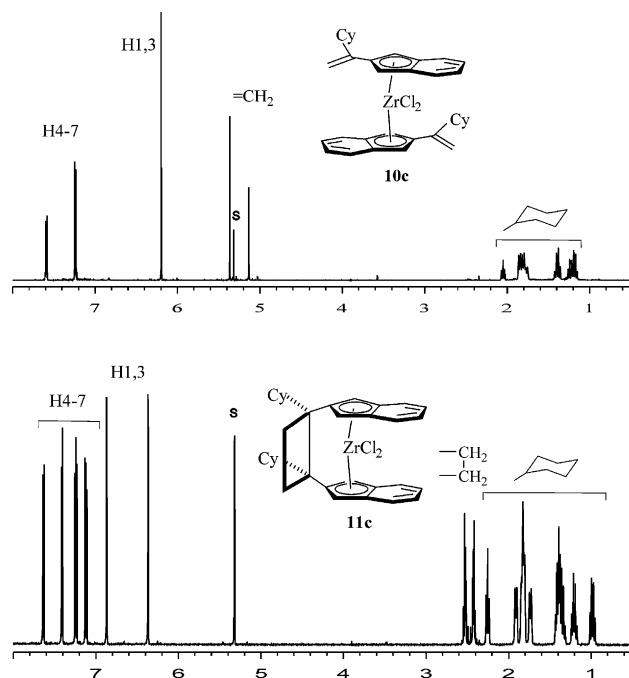 Cy
H1,3
=CH2
ZrCl2
H4-7
Cy
10c
s
7 6 5 4 3 2 1
H1,3
H4-7
s
Cy
ZrCl2
—CH2
Cy
—CH2
11c
7 6 5 4 3 2 1